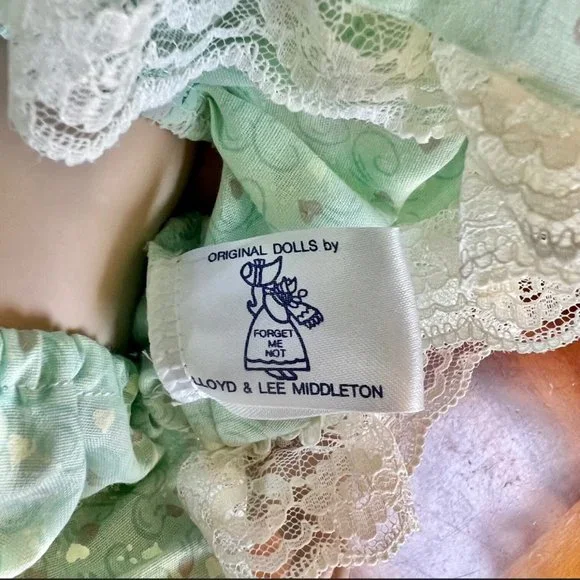 ORIGINAL DOLLS by
FORGET
ME
NOT
LLOYD & LEE MIDDLETON